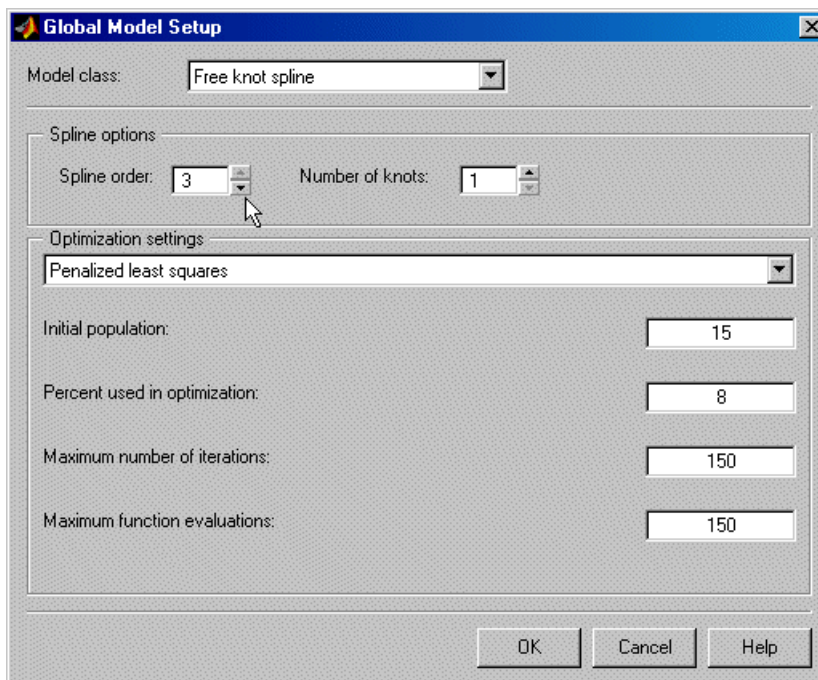 Global Model Setup
Model class: Free knot spline
Spline options
Spline order: 3 Number of knots: 1
Optimization settings
Penalized least squares
Initial population: 15
Percent used in optimization: 8
Maximum number of iterations: 150
Maximum function evaluations: 150
OK Cancel Help